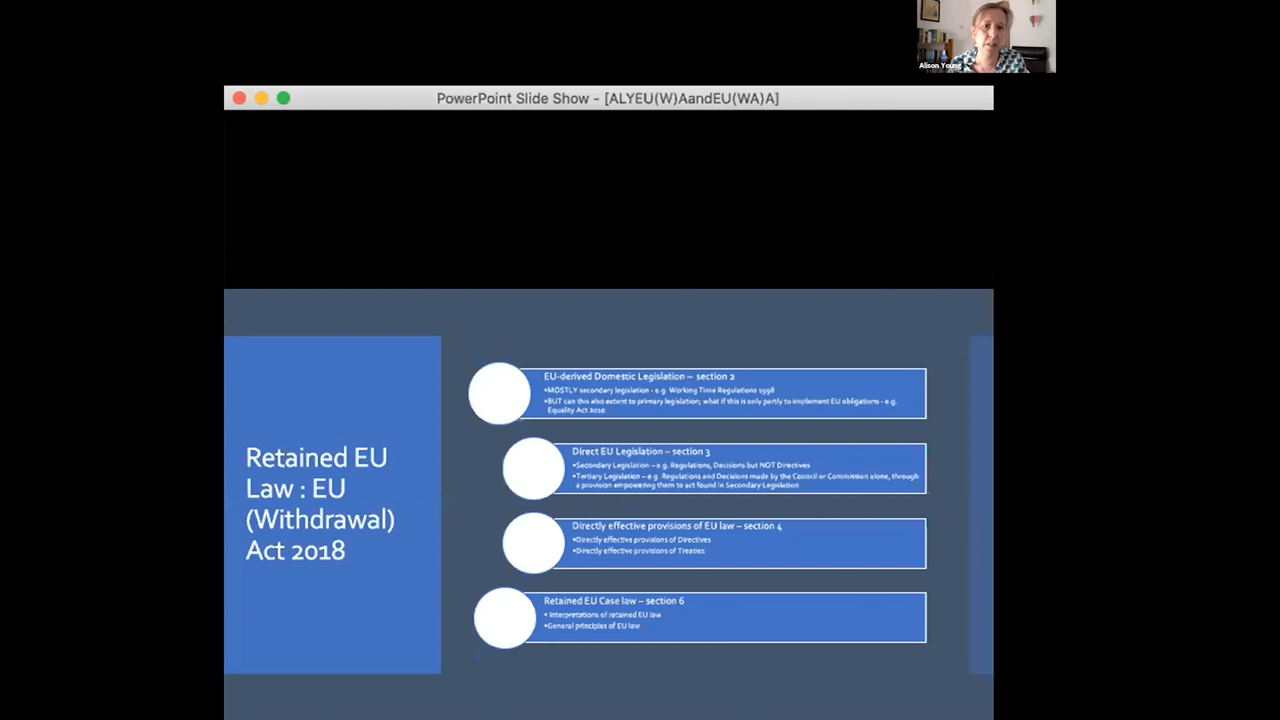 Alison Young
PowerPoint Slide Show - [ALYEU(W)AandEU(WA)A]
Retained EU
Law : EU
(Withdrawal)
Act 2018
EU-derived Domestic Legislation – section 2
•MOSTLY secondary legislation - e.g. Working Time Regulations 1998
•BUT can this also extent to primary legislation; what if this is only partly to implement EU obligations - e.g.
Equality Act 2010
Direct EU Legislation – section 3
•Secondary Legislation – e.g. Regulations, Decisions but NOT Directives
•Tertiary Legislation – e.g. Regulations and Decisions made by the Council or Commission alone, through
a provision empowering them to act found in Secondary Legislation
Directly effective provisions of EU law – section 4
•Directly effective provisions of Directives
•Directly effective provisions of Treaties
Retained EU Case law – section 6
• Interpretations of retained EU law
•General principles of EU law